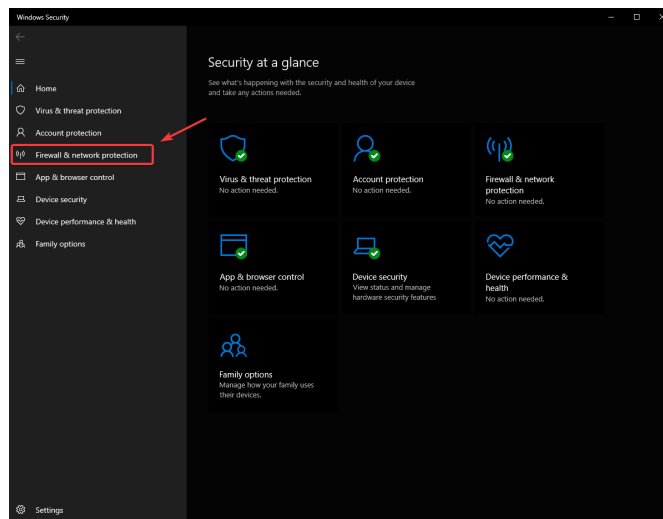 Windows Security
Home
Virus & threat protection
Account protection
Firewall & network protection
App & browser control
Device security
Device performance & health
Family options
Settings
Security at a glance
See what's happening with the security and health of your device
and take any actions needed.
Virus & threat protection
No action needed.
Account protection
No action needed.
Firewall & network
protection
No action needed.
App & browser control
No action needed.
Device security
View status and manage
hardware security features
Device performance &
health
No action needed.
Family options
Manage how your family uses
their devices.